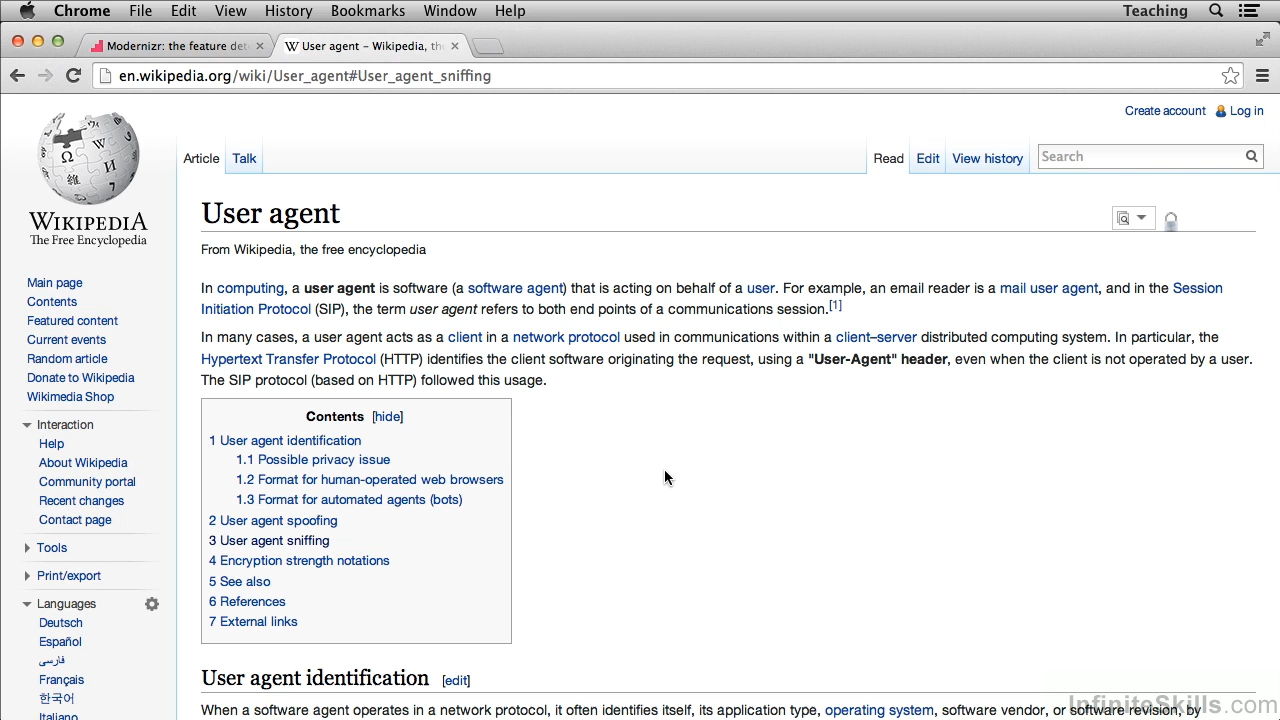 Chrome File Edit View History Bookmarks Window Help Teaching
Modernizr: the feature det
User agent – Wikipedia, the
en.wikipedia.org/wiki/User_agent#User_agent_sniffing
Create account Log in
Article Talk Read Edit View history Search
WIKIPEDIA
The Free Encyclopedia
Main page
Contents
Featured content
Current events
Random article
Donate to Wikipedia
Wikimedia Shop
Interaction
Help
About Wikipedia
Community portal
Recent changes
Contact page
Tools
Print/export
Languages
Deutsch
Español
فارسی
Français
한국어
Italiano
User agent
From Wikipedia, the free encyclopedia
In computing, a user agent is software (a software agent) that is acting on behalf of a user. For example, an email reader is a mail user agent, and in the Session
Initiation Protocol (SIP), the term user agent refers to both end points of a communications session.[1]
In many cases, a user agent acts as a client in a network protocol used in communications within a client–server distributed computing system. In particular, the
Hypertext Transfer Protocol (HTTP) identifies the client software originating the request, using a "User-Agent" header, even when the client is not operated by a user.
The SIP protocol (based on HTTP) followed this usage.
Contents [hide]
1 User agent identification
1.1 Possible privacy issue
1.2 Format for human-operated web browsers
1.3 Format for automated agents (bots)
2 User agent spoofing
3 User agent sniffing
4 Encryption strength notations
5 See also
6 References
7 External links
User agent identification [edit]
When a software agent operates in a network protocol, it often identifies itself, its application type, operating system, software vendor, or software revision, by
InfiniteSkills.com